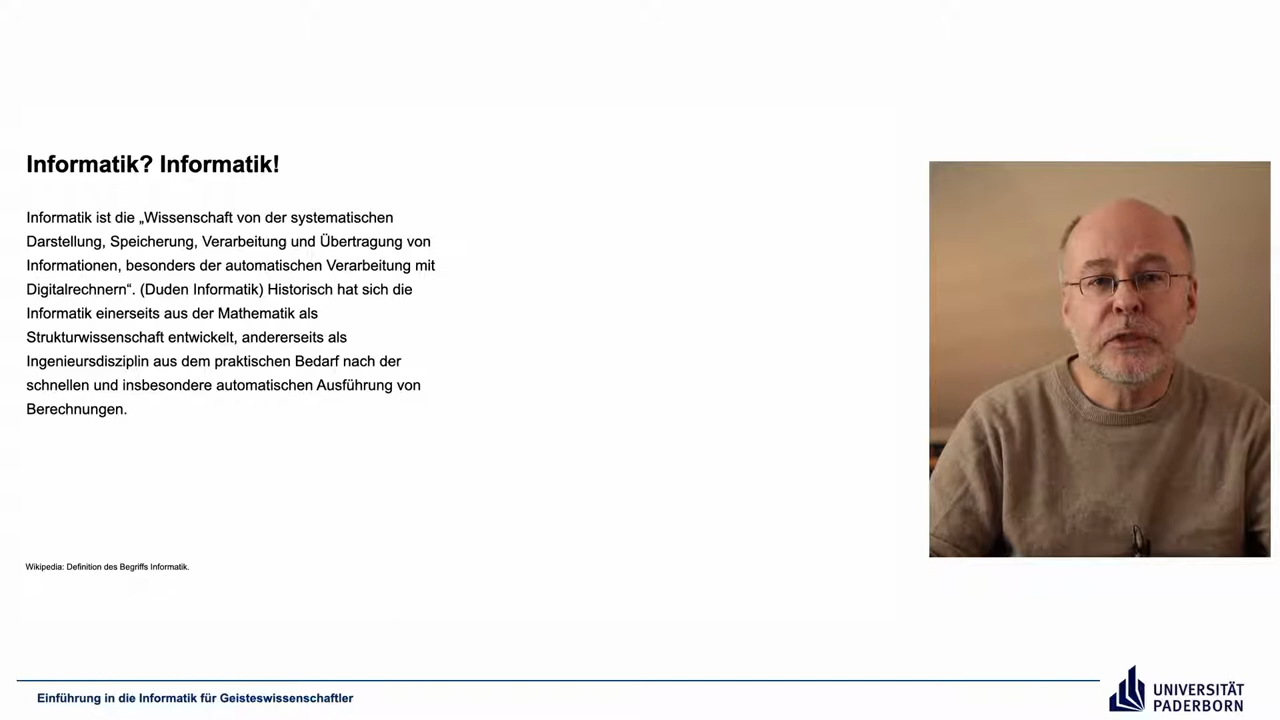 Informatik? Informatik!
Informatik ist die „Wissenschaft von der systematischen
Darstellung, Speicherung, Verarbeitung und Übertragung von
Informationen, besonders der automatischen Verarbeitung mit
Digitalrechnern“. (Duden Informatik) Historisch hat sich die
Informatik einerseits aus der Mathematik als
Strukturwissenschaft entwickelt, andererseits als
Ingenieursdisziplin aus dem praktischen Bedarf nach der
schnellen und insbesondere automatischen Ausführung von
Berechnungen.
Wikipedia: Definition des Begriffs Informatik.
Einführung in die Informatik für Geisteswissenschaftler
UNIVERSITÄT
PADERBORN